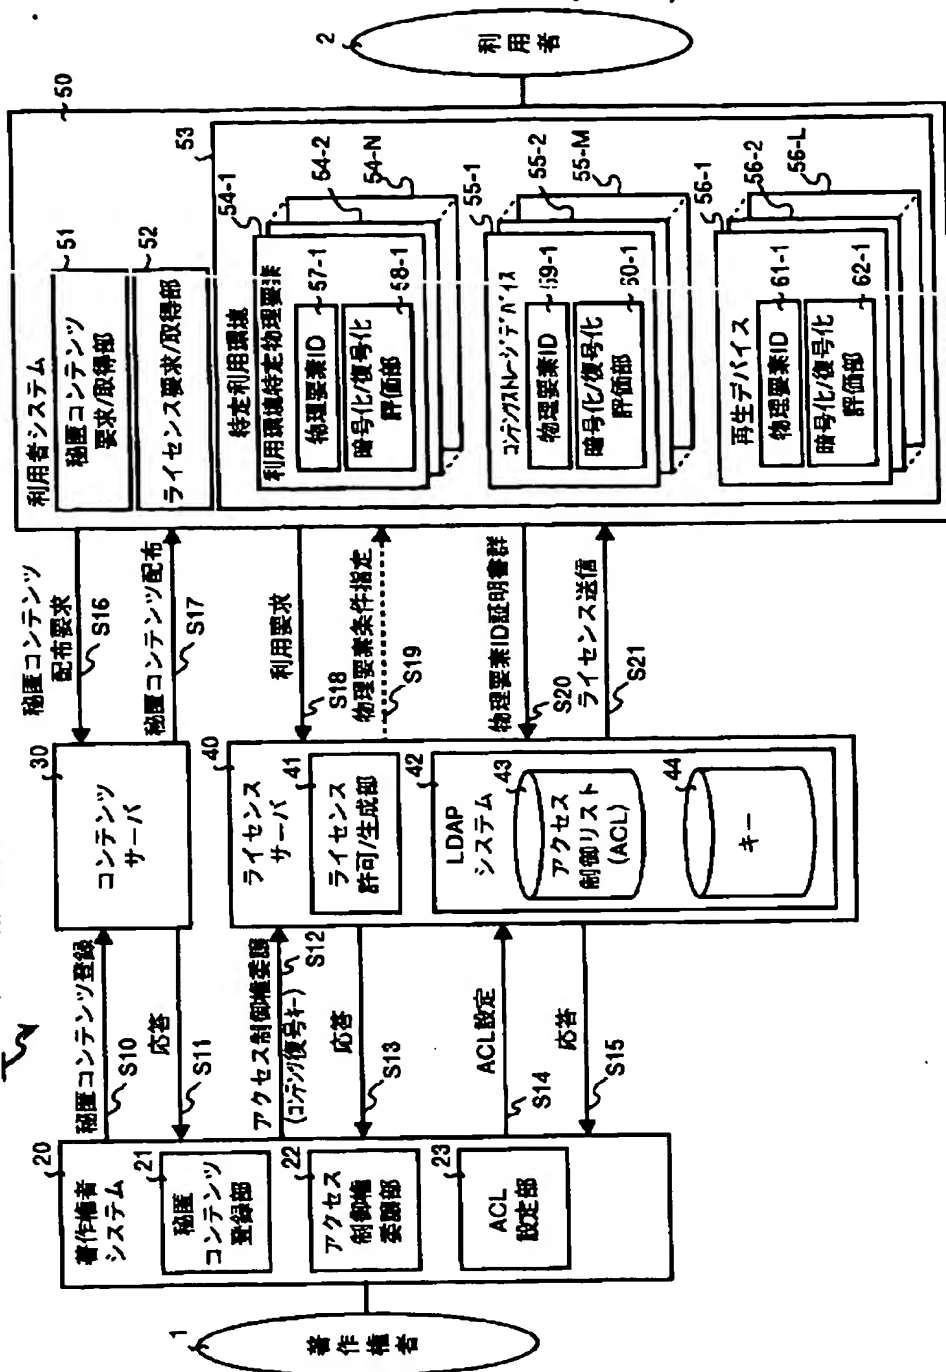 1
著作権者
20
著作権者
システム
21
秘匿
コンテンツ
登録部
22
アクセス
制御権
委譲部
23
ACL
設定部
秘匿コンテンツ登録
S10
応答
S11
アクセス制御権委譲
(コンテンツ復号キー)
S12
応答
S13
ACL設定
S14
応答
S15
30
コンテンツ
サーバ
40
ライセンス
サーバ
41
ライセンス
許可/生成部
42
LDAP
システム
43
アクセス
制御リスト
(ACL)
44
キー
秘匿コンテンツ
配布要求
S16
秘匿コンテンツ配布
S17
利用要求
S18
物理要素条件指定
S19
物理要素ID証明書群
S20
ライセンス送信
S21
50
利用者システム
51
秘匿コンテンツ
要求/取得部
52
ライセンス要求/取得部
53
特定利用環境
利用環境特定物理要素
54-1
54-2
54-N
物理要素ID
57-1
暗号化/復号化
評価部
58-1
コンテンツストレージデバイス
55-1
55-2
55-M
物理要素ID
59-1
暗号化/復号化
評価部
60-1
再生デバイス
56-1
56-2
56-L
物理要素ID
61-1
暗号化/復号化
評価部
62-1
2
利用者